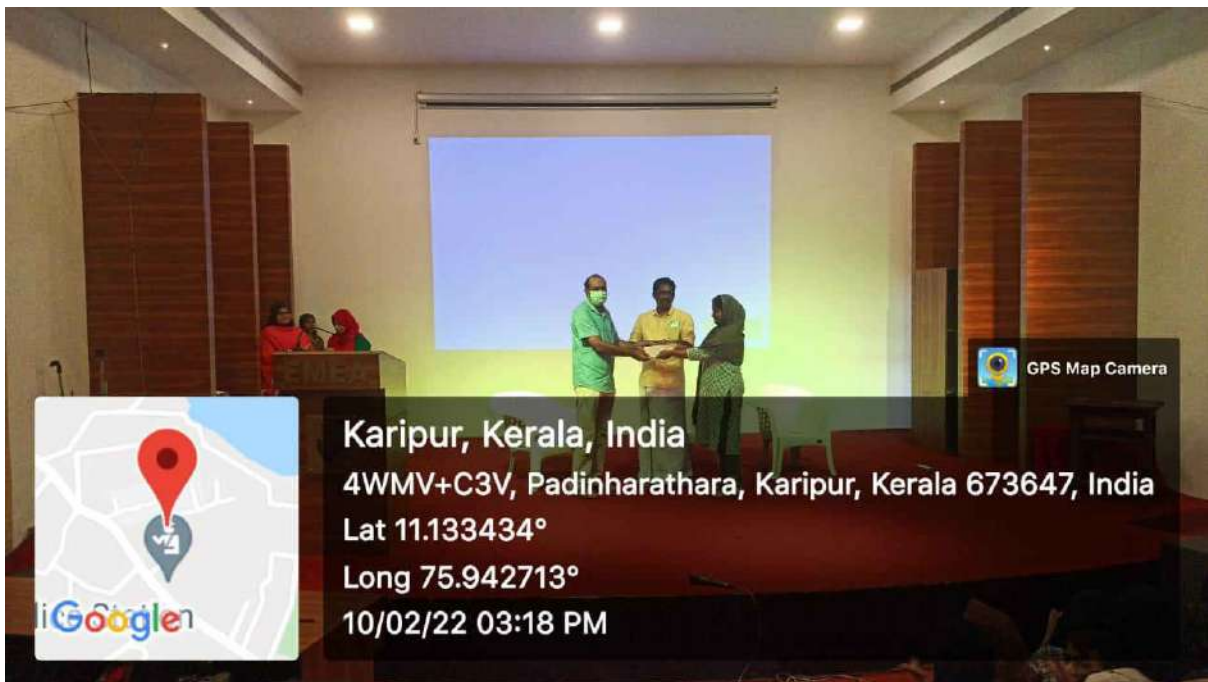 EMEA
GPS Map Camera
Karipur, Kerala, India
4WMV+C3V, Padinharathara, Karipur, Kerala 673647, India
Lat 11.133434°
Long 75.942713°
10/02/22 03:18 PM
Google